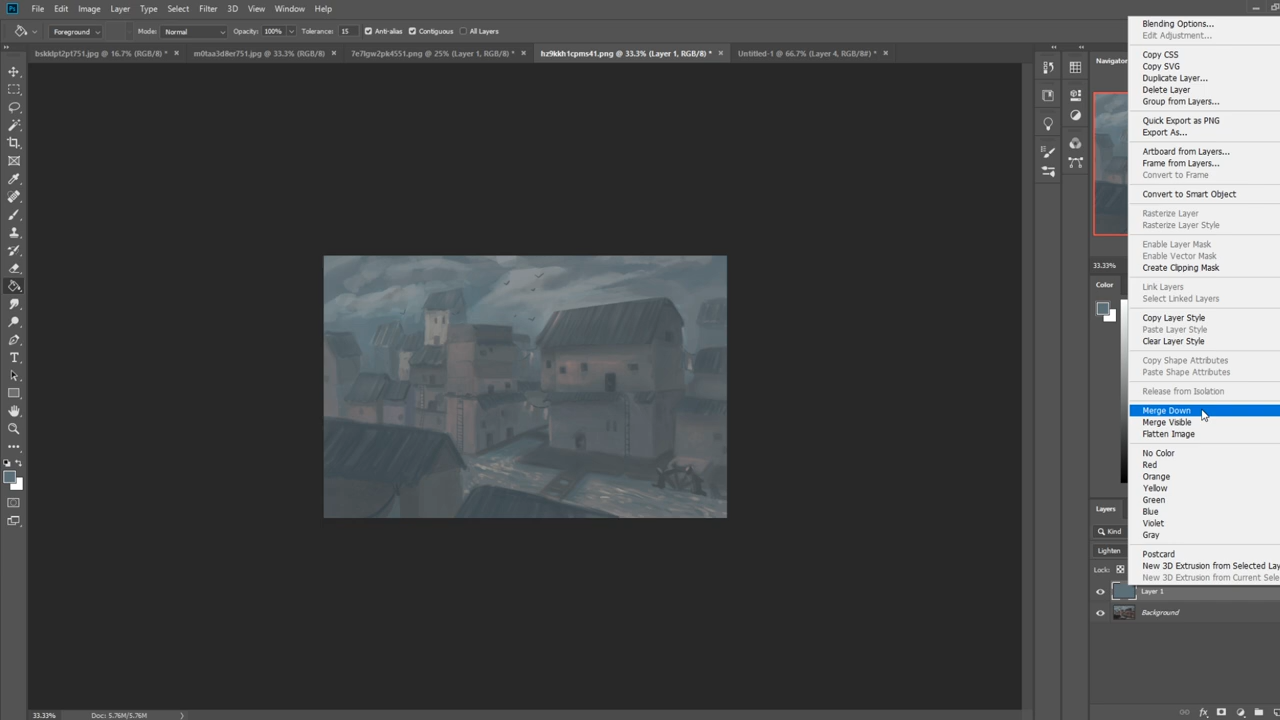 Ps File Edit Image Layer Type Select Filter 3D View Window Help
Foreground Mode: Normal Opacity: 100% Tolerance: 15 Anti-alias Contiguous All Layers
bskldpt2pt751.jpg @ 16.7% (RGB/8) * m0taa3d8er751.jpg @ 33.3% (RGB/8) 7e7lgw2pk4551.png @ 25% (Layer 1, RGB/8) * hz9kkh1cpms41.png @ 33.3% (Layer 1, RGB/8) * Untitled-1 @ 66.7% (Layer 4, RGB/8#) *
Navigator
33.33%
Color
Layers
Kind
Lighten
Lock:
Blending Options...
Edit Adjustment...
Copy CSS
Copy SVG
Duplicate Layer...
Delete Layer
Group from Layers...
Quick Export as PNG
Export As...
Artboard from Layers...
Frame from Layers...
Convert to Frame
Convert to Smart Object
Rasterize Layer
Rasterize Layer Style
Enable Layer Mask
Enable Vector Mask
Create Clipping Mask
Link Layers
Select Linked Layers
Copy Layer Style
Paste Layer Style
Clear Layer Style
Copy Shape Attributes
Paste Shape Attributes
Release from Isolation
Merge Down
Merge Visible
Flatten Image
No Color
Red
Orange
Yellow
Green
Blue
Violet
Gray
Postcard
New 3D Extrusion from Selected Lay
New 3D Extrusion from Current Sele
Layer 1
Background
33.33% Doc: 5.76M/5.76M